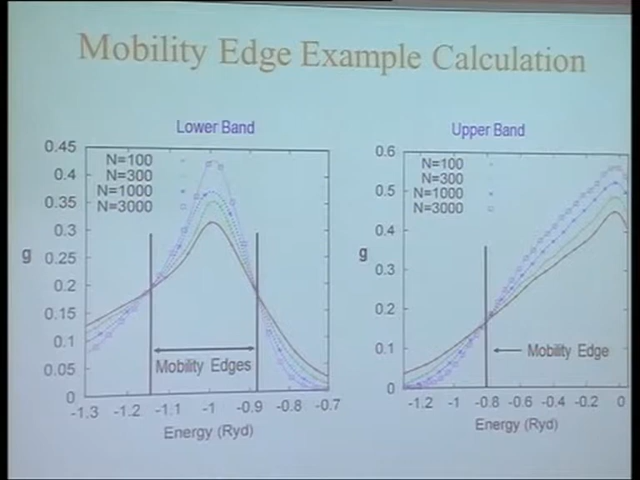 Mobility Edge Example Calculation
Lower Band
0.45
0.4
0.35
0.3
0.25
0.2
0.15
0.1
0.05
0
g
N=100
N=300
N=1000
N=3000
Mobility Edges
-1.3 -1.2 -1.1 -1 -0.9 -0.8 -0.7
Energy (Ryd)
Upper Band
0.6
0.5
0.4
0.3
0.2
0.1
0
g
N=100
N=300
N=1000
N=3000
Mobility Edge
-1.2 -1 -0.8 -0.6 -0.4 -0.2 0
Energy (Ryd)